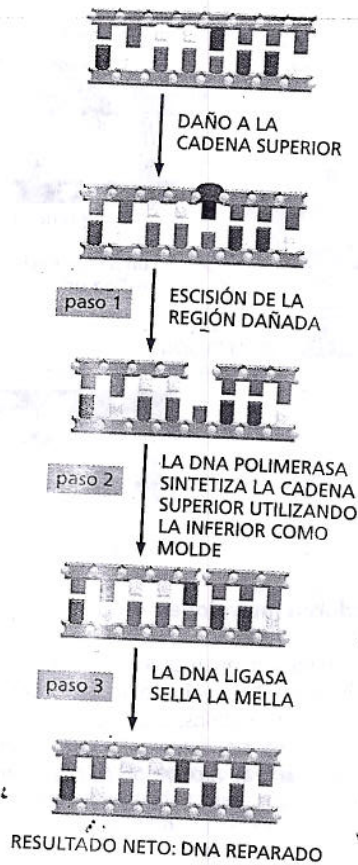 DAÑO A LA
CADENA SUPERIOR
paso 1
ESCISIÓN DE LA
REGIÓN DAÑADA
paso 2
LA DNA POLIMERASA
SINTETIZA LA CADENA
SUPERIOR UTILIZANDO
LA INFERIOR COMO
MOLDE
paso 3
LA DNA LIGASA
SELLA LA MELLA
RESULTADO NETO: DNA REPARADO